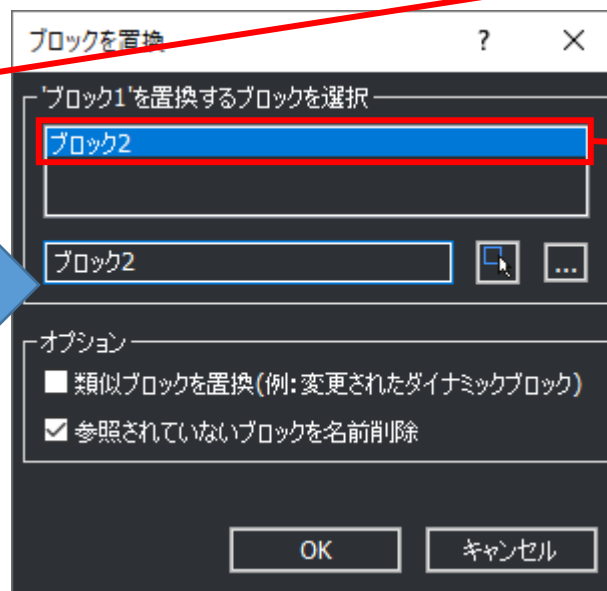 ブロックを置換 ? ×
'ブロック1'を置換するブロックを選択
ブロック2
ブロック2 ...
オプション
類似ブロックを置換(例: 変更されたダイナミックブロック)
参照されていないブロックを名前削除
OK キャンセル